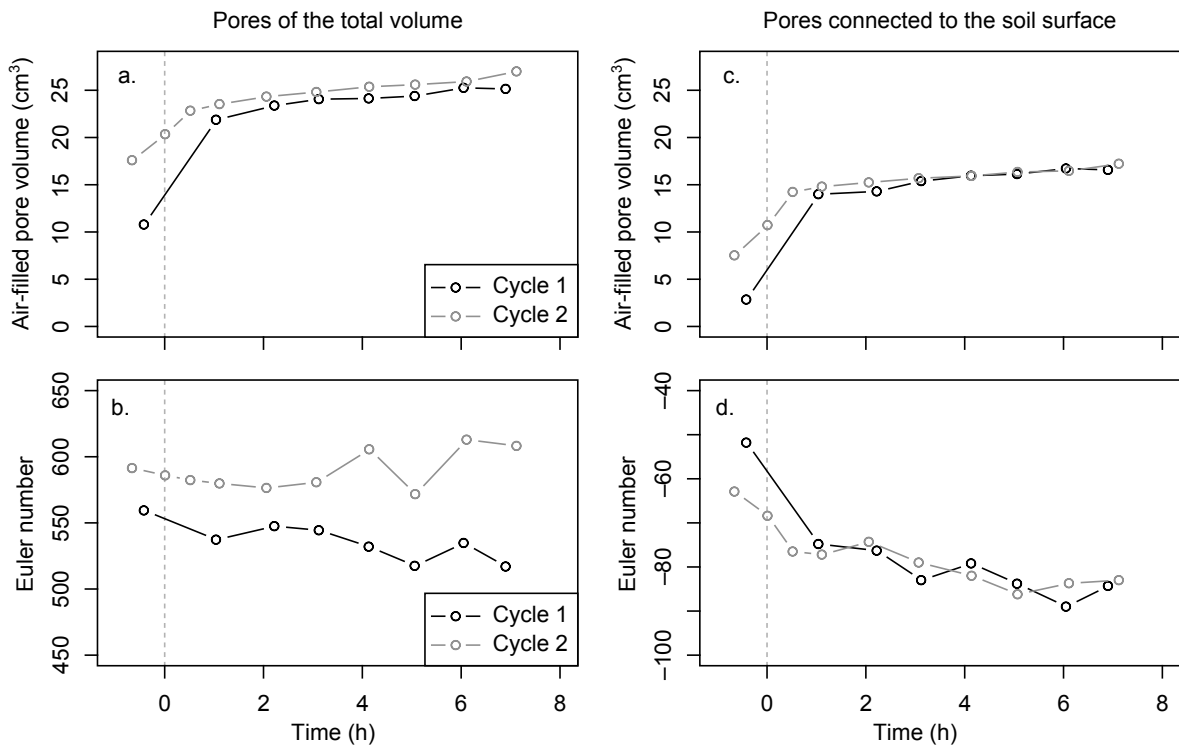 Pores of the total volume
Pores connected to the soil surface
a.
Air-filled pore volume (cm³)
0
5
10
15
20
25
Cycle 1
Cycle 2
c.
Air-filled pore volume (cm³)
0
5
10
15
20
25
b.
Euler number
450
500
550
600
650
Cycle 1
Cycle 2
0 2 4 6 8
Time (h)
d.
Euler number
−100
−80
−60
−40
0 2 4 6 8
Time (h)